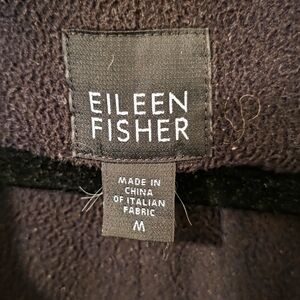 EILEEN
FISHER
MADE IN
CHINA
OF ITALIAN
FABRIC
M